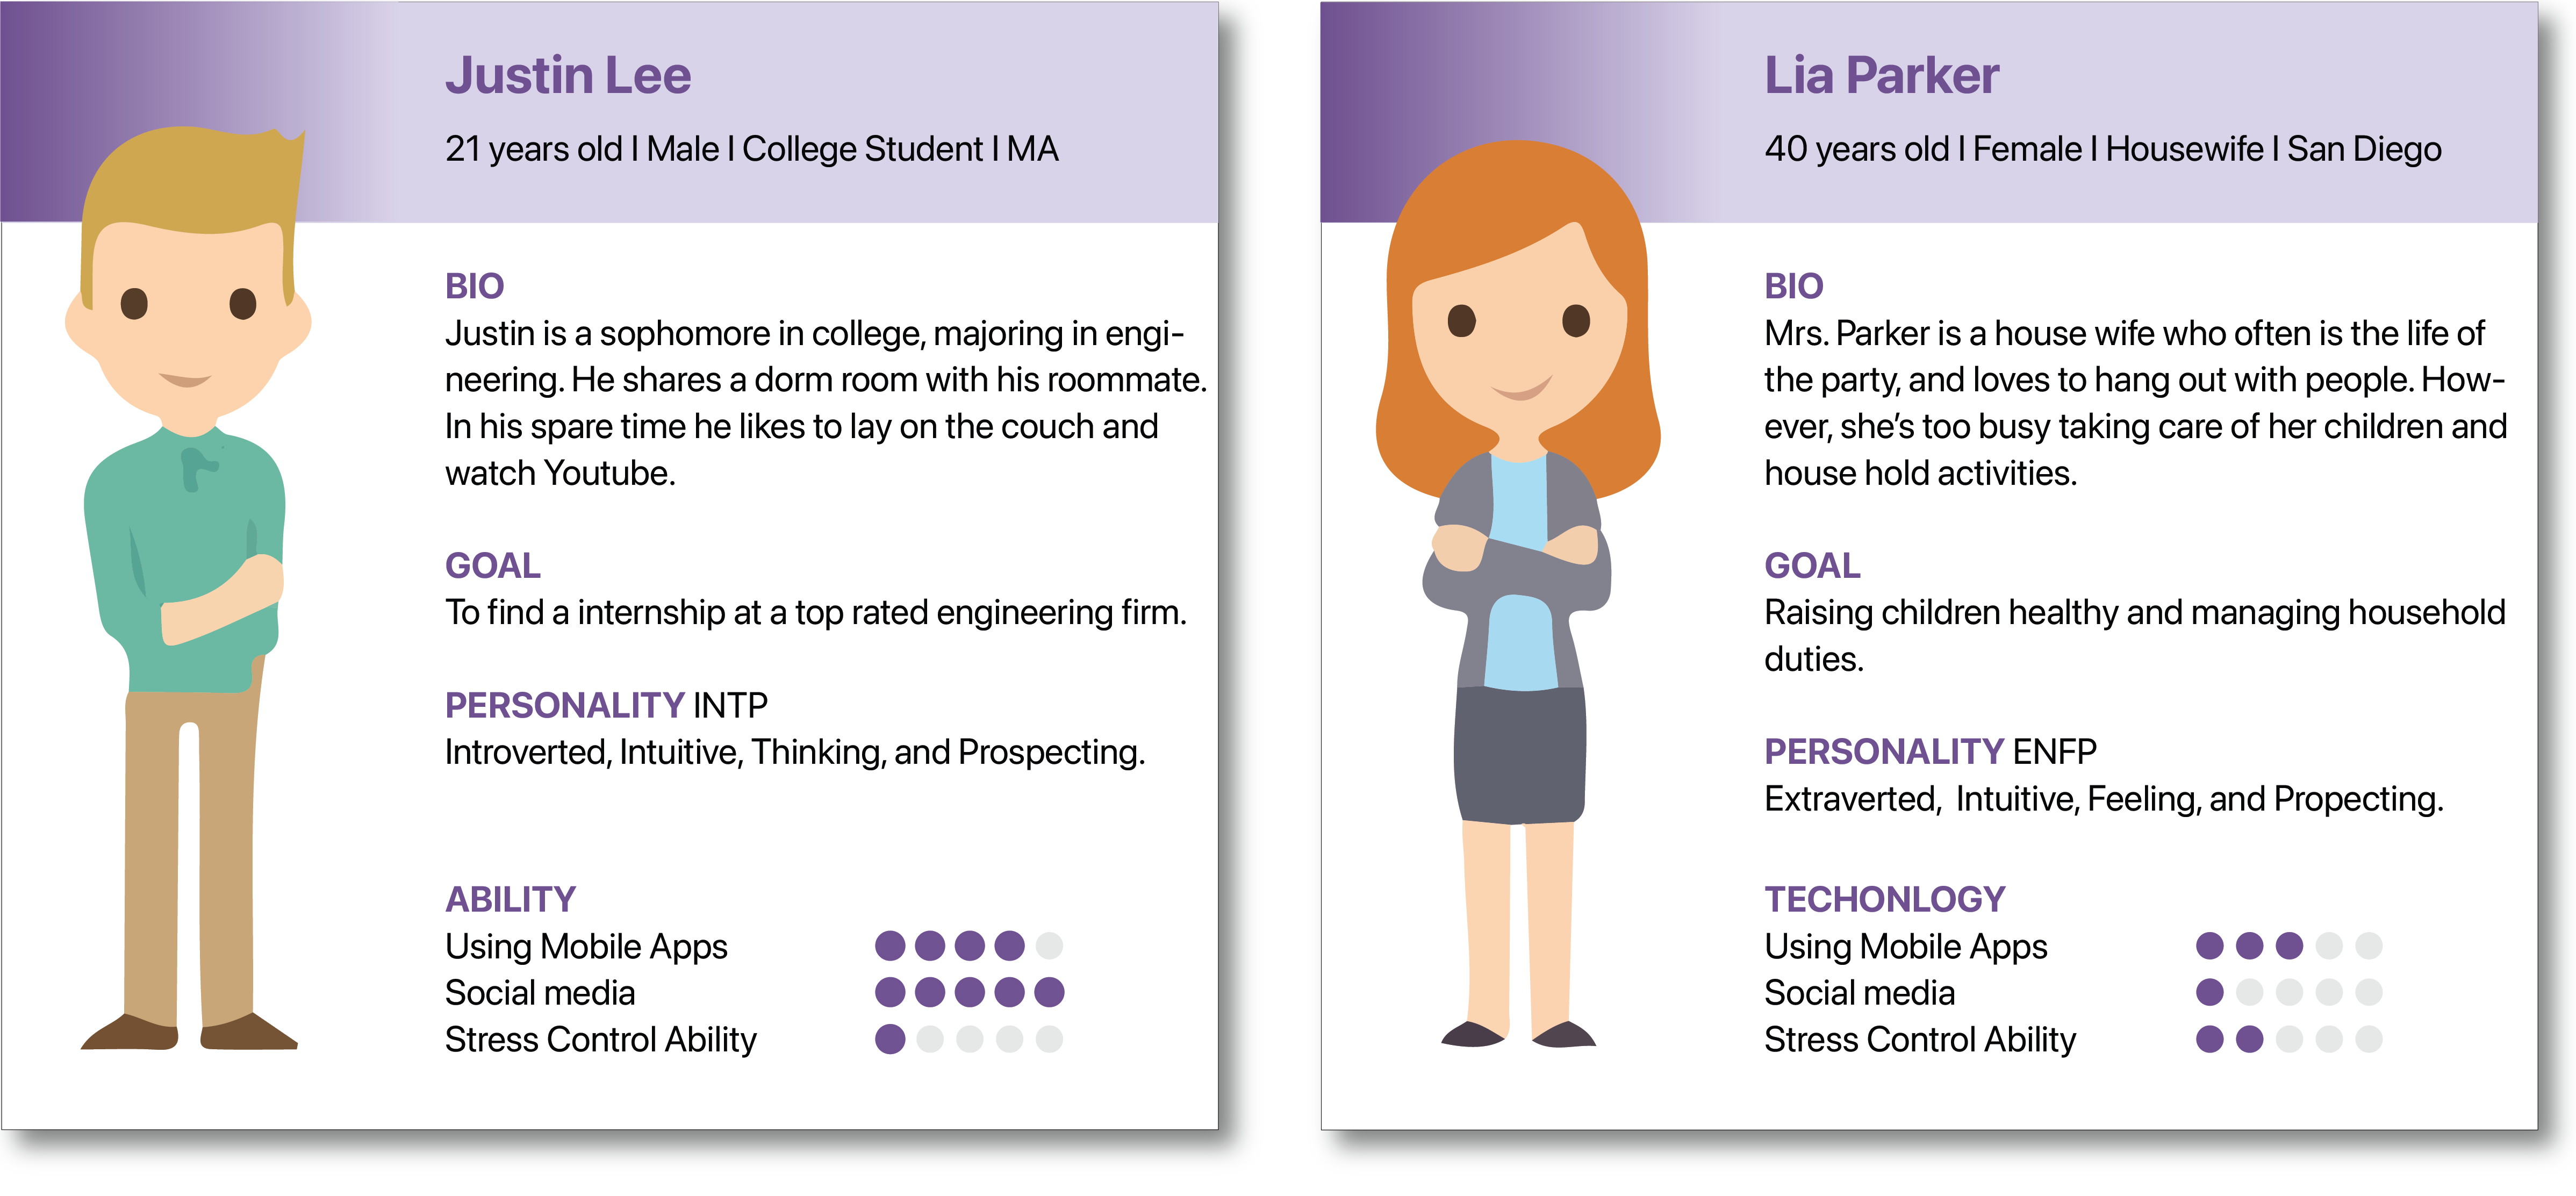 Justin Lee
21 years old I Male I College Student I MA
BIO
Justin is a sophomore in college, majoring in engi-
neering. He shares a dorm room with his roommate.
In his spare time he likes to lay on the couch and
watch Youtube.
GOAL
To find a internship at a top rated engineering firm.
PERSONALITY INTP
Introverted, Intuitive, Thinking, and Prospecting.
ABILITY
Using Mobile Apps
Social media
Stress Control Ability
Lia Parker
40 years old I Female I Housewife I San Diego
BIO
Mrs. Parker is a house wife who often is the life of
the party, and loves to hang out with people. How-
ever, she’s too busy taking care of her children and
house hold activities.
GOAL
Raising children healthy and managing household
duties.
PERSONALITY ENFP
Extraverted,  Intuitive, Feeling, and Propecting.
TECHONLOGY
Using Mobile Apps
Social media
Stress Control Ability